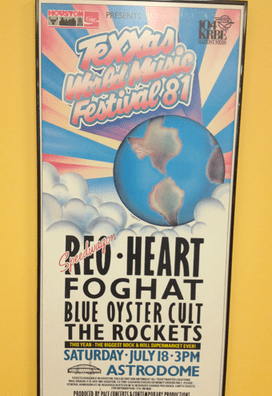 HOUSTON
PRESENTS
104
KRBE
Texxas
World Music
Festival '81
REO • HEART
Speedwagon
FOGHAT
BLUE OYSTER CULT
THE ROCKETS
THIS YEAR - THE BIGGEST ROCK & ROLL SUPERMARKET EVER!
SATURDAY • JULY 18 • 3PM
ASTRODOME
PRODUCED BY PACE CONCERTS & CONTEMPORARY PRODUCTIONS